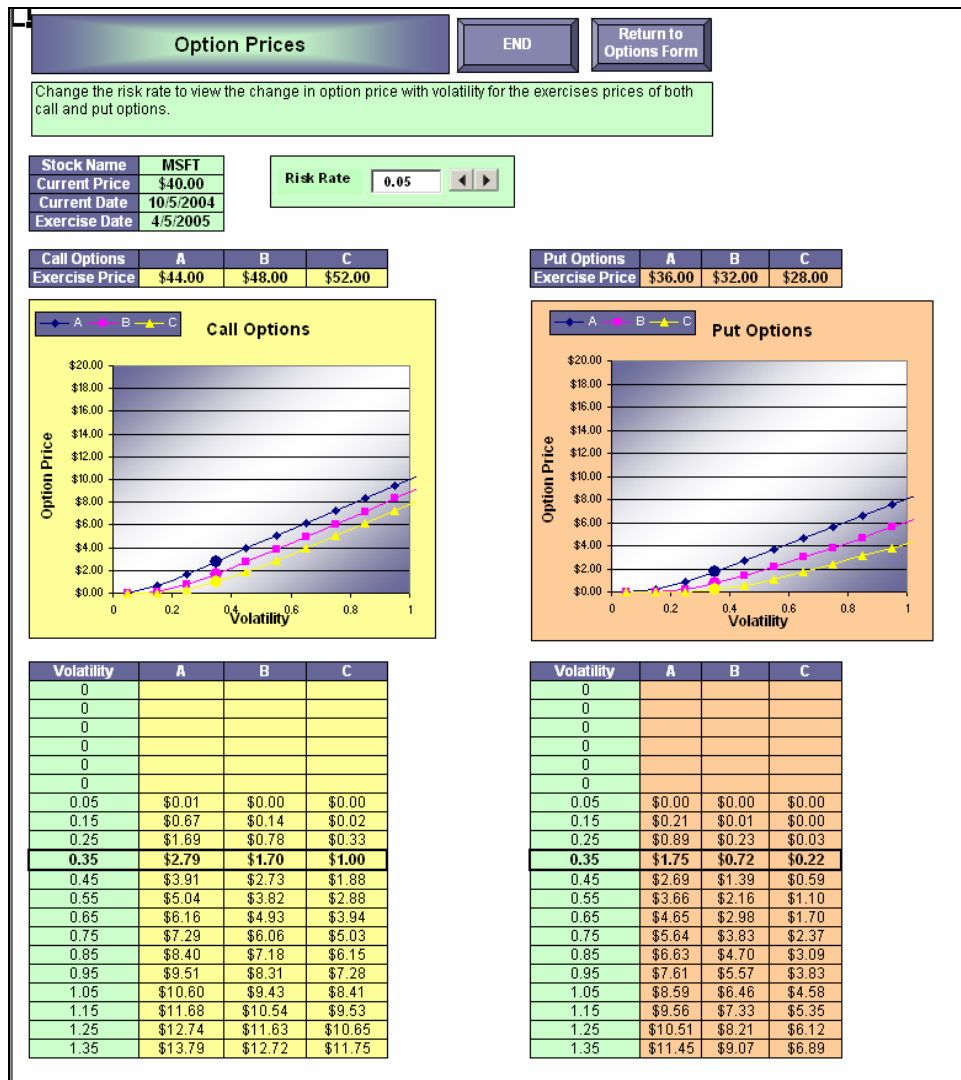 Option Prices
END
Return to
Options Form
Change the risk rate to view the change in option price with volatility for the exercises prices of both
call and put options.
Stock Name MSFT
Current Price $40.00
Current Date 10/5/2004
Exercise Date 4/5/2005
Risk Rate 0.05
Call Options A B C
Exercise Price $44.00 $48.00 $52.00
Put Options A B C
Exercise Price $36.00 $32.00 $28.00
A B C
Call Options
$20.00
$18.00
$16.00
$14.00
$12.00
$10.00
$8.00
$6.00
$4.00
$2.00
$0.00
Option Price
0 0.2 0.4 0.6 0.8 1
Volatility
A B C
Put Options
$20.00
$18.00
$16.00
$14.00
$12.00
$10.00
$8.00
$6.00
$4.00
$2.00
$0.00
Option Price
0 0.2 0.4 0.6 0.8 1
Volatility
Volatility A B C
0
0
0
0
0
0
0.05 $0.01 $0.00 $0.00
0.15 $0.67 $0.14 $0.02
0.25 $1.69 $0.78 $0.33
0.35 $2.79 $1.70 $1.00
0.45 $3.91 $2.73 $1.88
0.55 $5.04 $3.82 $2.88
0.65 $6.16 $4.93 $3.94
0.75 $7.29 $6.06 $5.03
0.85 $8.40 $7.18 $6.15
0.95 $9.51 $8.31 $7.28
1.05 $10.60 $9.43 $8.41
1.15 $11.68 $10.54 $9.53
1.25 $12.74 $11.63 $10.65
1.35 $13.79 $12.72 $11.75
Volatility A B C
0
0
0
0
0
0
0.05 $0.00 $0.00 $0.00
0.15 $0.21 $0.01 $0.00
0.25 $0.89 $0.23 $0.03
0.35 $1.75 $0.72 $0.22
0.45 $2.69 $1.39 $0.59
0.55 $3.66 $2.16 $1.10
0.65 $4.65 $2.98 $1.70
0.75 $5.64 $3.83 $2.37
0.85 $6.63 $4.70 $3.09
0.95 $7.61 $5.57 $3.83
1.05 $8.59 $6.46 $4.58
1.15 $9.56 $7.33 $5.35
1.25 $10.51 $8.21 $6.12
1.35 $11.45 $9.07 $6.89